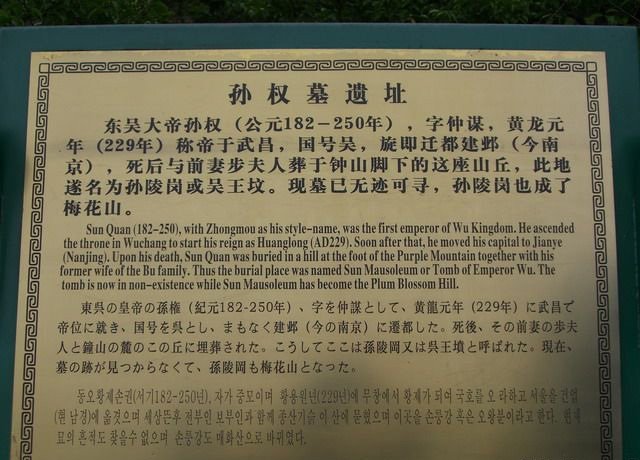 孙权墓遗址
东吴大帝孙权（公元182－250年），字仲谋，黄龙元
年（229年）称帝于武昌，国号吴，旋即迁都建邺（今南
京），死后与前妻步夫人葬于钟山脚下的这座山丘，此地
遂名为孙陵岗或吴王坟。现墓已无迹可寻，孙陵岗也成了
梅花山。
Sun Quan (182-250), with Zhongmou as his style-name, was the first emperor of Wu Kingdom. He ascended
the throne in Wuchang to start his reign as Huanglong (AD229). Soon after that, he moved his capital to Jianye
(Nanjing). Upon his death, Sun Quan was buried in a hill at the foot of the Purple Mountain together with his
former wife of the Bu family. Thus the burial place was named Sun Mausoleum or Tomb of Emperor Wu. The
tomb is now in non-existence while Sun Mausoleum has become the Plum Blossom Hill.
東呉の皇帝の孫権（紀元182-250年）、字を仲謀として、黄龍元年（229年）に武昌で
帝位に就き、国号を呉とし、まもなく建邺（今の南京）に遷都した。死後、その前妻の歩夫
人と鐘山の麓のこの丘に埋葬された。こうしてここは孫陵岡又は呉王墳と呼ばれた。現在、
墓の跡が見つからなくて、孫陵岡も梅花山となった。
동오황제손권(서기182-250년), 자가 중모이며 황용원년(229년)에 무창에서 황제가 되여 국호를 오 라하고 서울을 건업
(현 남경)에 옮겻으며 세상뜬후 전부인 보부인과 함께 종산기슭 이 산에 묻혔으며 이곳을 손릉강 혹은 오왕분이라고 한다. 현재
묘의 흔적도 찾을수 없으며 손릉강도 매화산으로 바뀌였다.